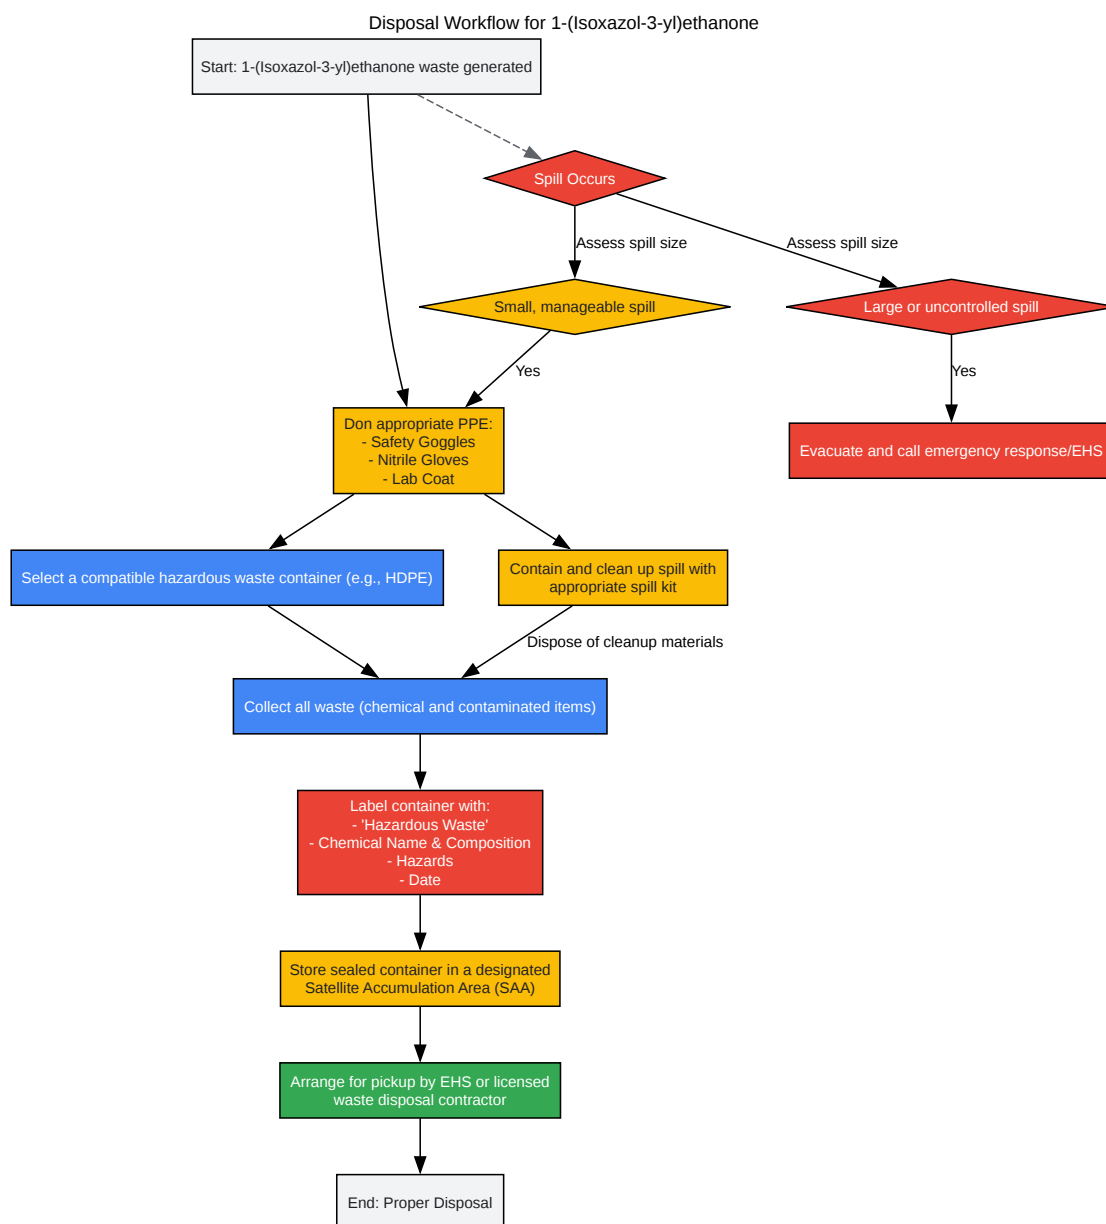 Disposal Workflow for 1-(Isoxazol-3-yl)ethanone
Start: 1-(Isoxazol-3-yl)ethanone waste generated
Spill Occurs
Assess spill size
Assess spill size
Small, manageable spill
Large or uncontrolled spill
Yes
Yes
Don appropriate PPE:
- Safety Goggles
- Nitrile Gloves
- Lab Coat
Evacuate and call emergency response/EHS
Select a compatible hazardous waste container (e.g., HDPE)
Contain and clean up spill with
appropriate spill kit
Dispose of cleanup materials
Collect all waste (chemical and contaminated items)
Label container with:
- 'Hazardous Waste'
- Chemical Name & Composition
- Hazards
- Date
Store sealed container in a designated
Satellite Accumulation Area (SAA)
Arrange for pickup by EHS or licensed
waste disposal contractor
End: Proper Disposal